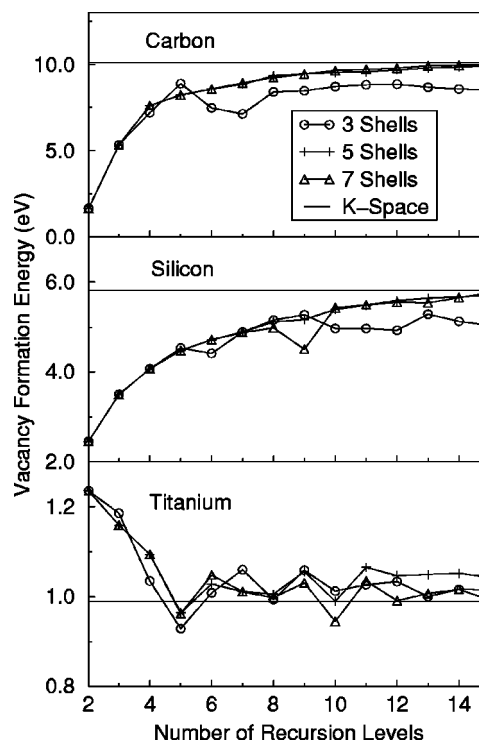 Carbon
10.0
5.0
0.0
3 Shells
5 Shells
7 Shells
K-Space
Vacancy Formation Energy (eV)
Silicon
6.0
4.0
2.0
Titanium
1.2
1.0
0.8
2 4 6 8 10 12 14
Number of Recursion Levels